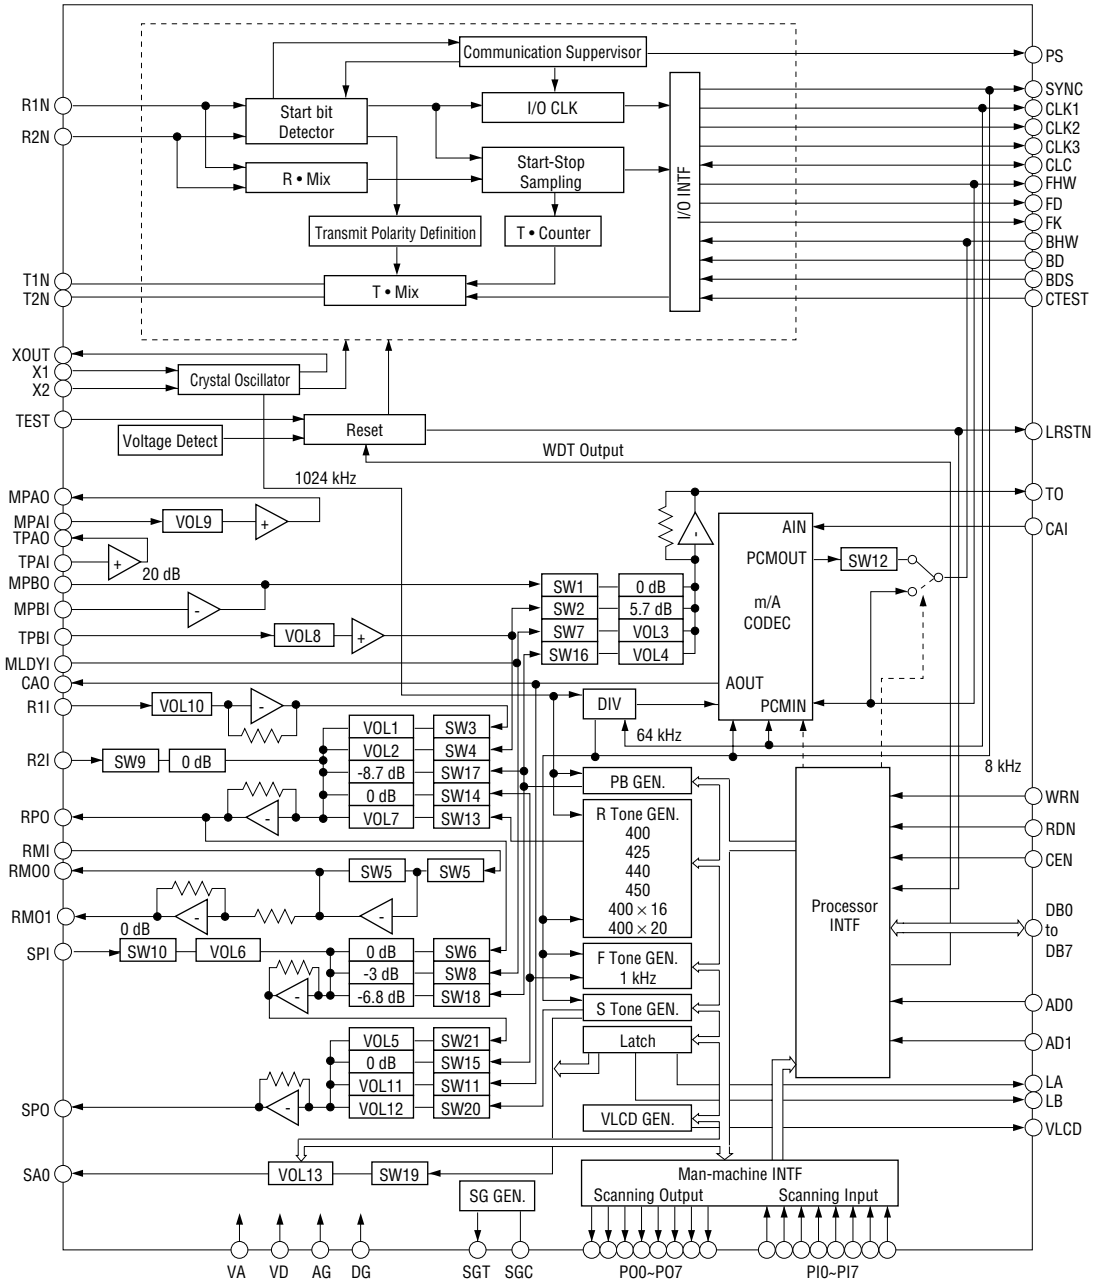 Communication Suppervisor
PS
SYNC
R1N
Start bit
Detector
I/O CLK
CLK1
CLK2
R2N
CLK3
R • Mix
Start-Stop
Sampling
I/O INTF
CLC
FHW
FD
FK
Transmit Polarity Definition
T • Counter
BHW
BD
T1N
T2N
T • Mix
BDS
CTEST
XOUT
X1
X2
Crystal Oscillator
TEST
Voltage Detect
Reset
LRSTN
WDT Output
1024 kHz
MPAO
TO
MPAI
VOL9
+
TPAO
-
AIN
CAI
TPAI
+
20 dB
PCMOUT
SW12
MPBO
SW1
0 dB
MPBI
-
SW2
5.7 dB
m/A
CODEC
TPBI
VOL8
+
SW7
VOL3
MLDYI
SW16
VOL4
CAO
AOUT
R1I
VOL10
-
DIV
PCMIN
VOL1
SW3
64 kHz
R2I
SW9
0 dB
VOL2
SW4
8 kHz
-8.7 dB
SW17
PB GEN.
0 dB
SW14
WRN
RPO
-
VOL7
SW13
R Tone GEN.
400
425
440
450
400 × 16
400 × 20
RDN
RMI
CEN
RMO0
SW5
SW5
Processor
INTF
RMO1
-
-
0 dB
DB0
to
DB7
SPI
SW10
VOL6
0 dB
SW6
F Tone GEN.
1 kHz
-3 dB
SW8
-
-6.8 dB
SW18
S Tone GEN.
AD0
VOL5
SW21
Latch
AD1
0 dB
SW15
VOL11
SW11
LA
LB
SPO
-
VOL12
SW20
VLCD GEN.
VLCD
SAO
VOL13
SW19
Man-machine INTF
Scanning Output
Scanning Input
SG GEN.
VA
VD
AG
DG
SGT
SGC
PO0~PO7
PI0~PI7